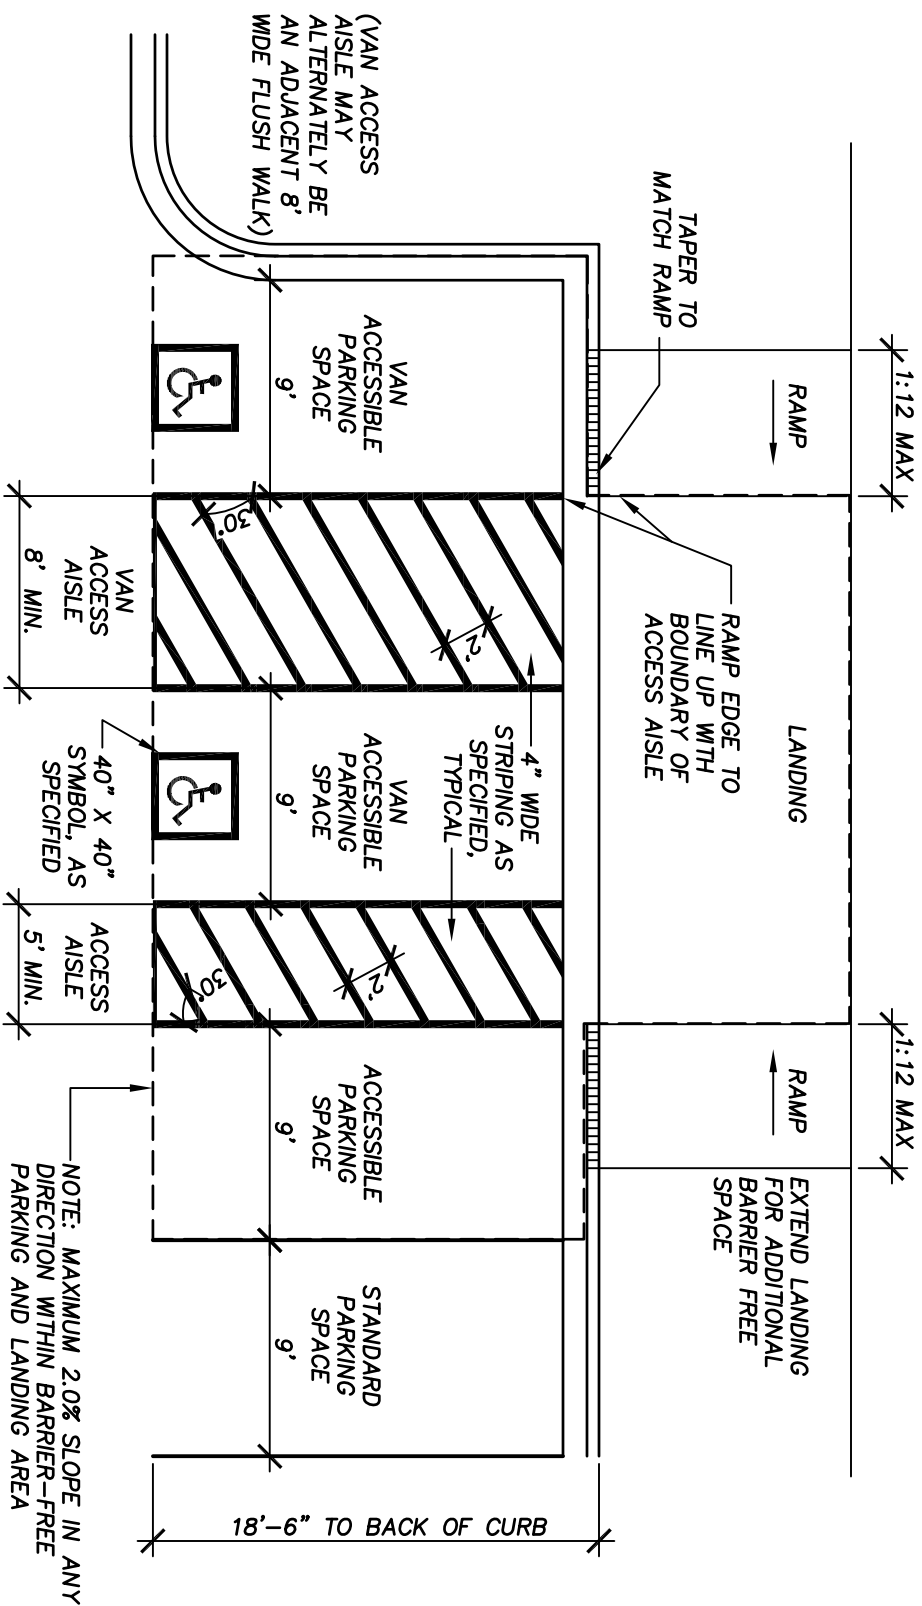 1:12 MAX
RAMP
LANDING
1:12 MAX
RAMP
EXTEND LANDING
FOR ADDITIONAL
BARRIER FREE
SPACE
TAPER TO
MATCH RAMP
RAMP EDGE TO
LINE UP WITH
BOUNDARY OF
ACCESS AISLE
(VAN ACCESS
AISLE MAY
ALTERNATELY BE
AN ADJACENT 8'
WIDE FLUSH WALK)
4" WIDE
STRIPING AS
SPECIFIED,
TYPICAL
VAN
ACCESSIBLE
PARKING
SPACE
9'
30°
2'
VAN
ACCESSIBLE
PARKING
SPACE
9'
2'
30°
ACCESSIBLE
PARKING
SPACE
9'
STANDARD
PARKING
SPACE
9'
18'-6" TO BACK OF CURB
VAN
ACCESS
AISLE
8' MIN.
40" X 40"
SYMBOL, AS
SPECIFIED
ACCESS
AISLE
5' MIN.
NOTE: MAXIMUM 2.0% SLOPE IN ANY
DIRECTION WITHIN BARRIER-FREE
PARKING AND LANDING AREA